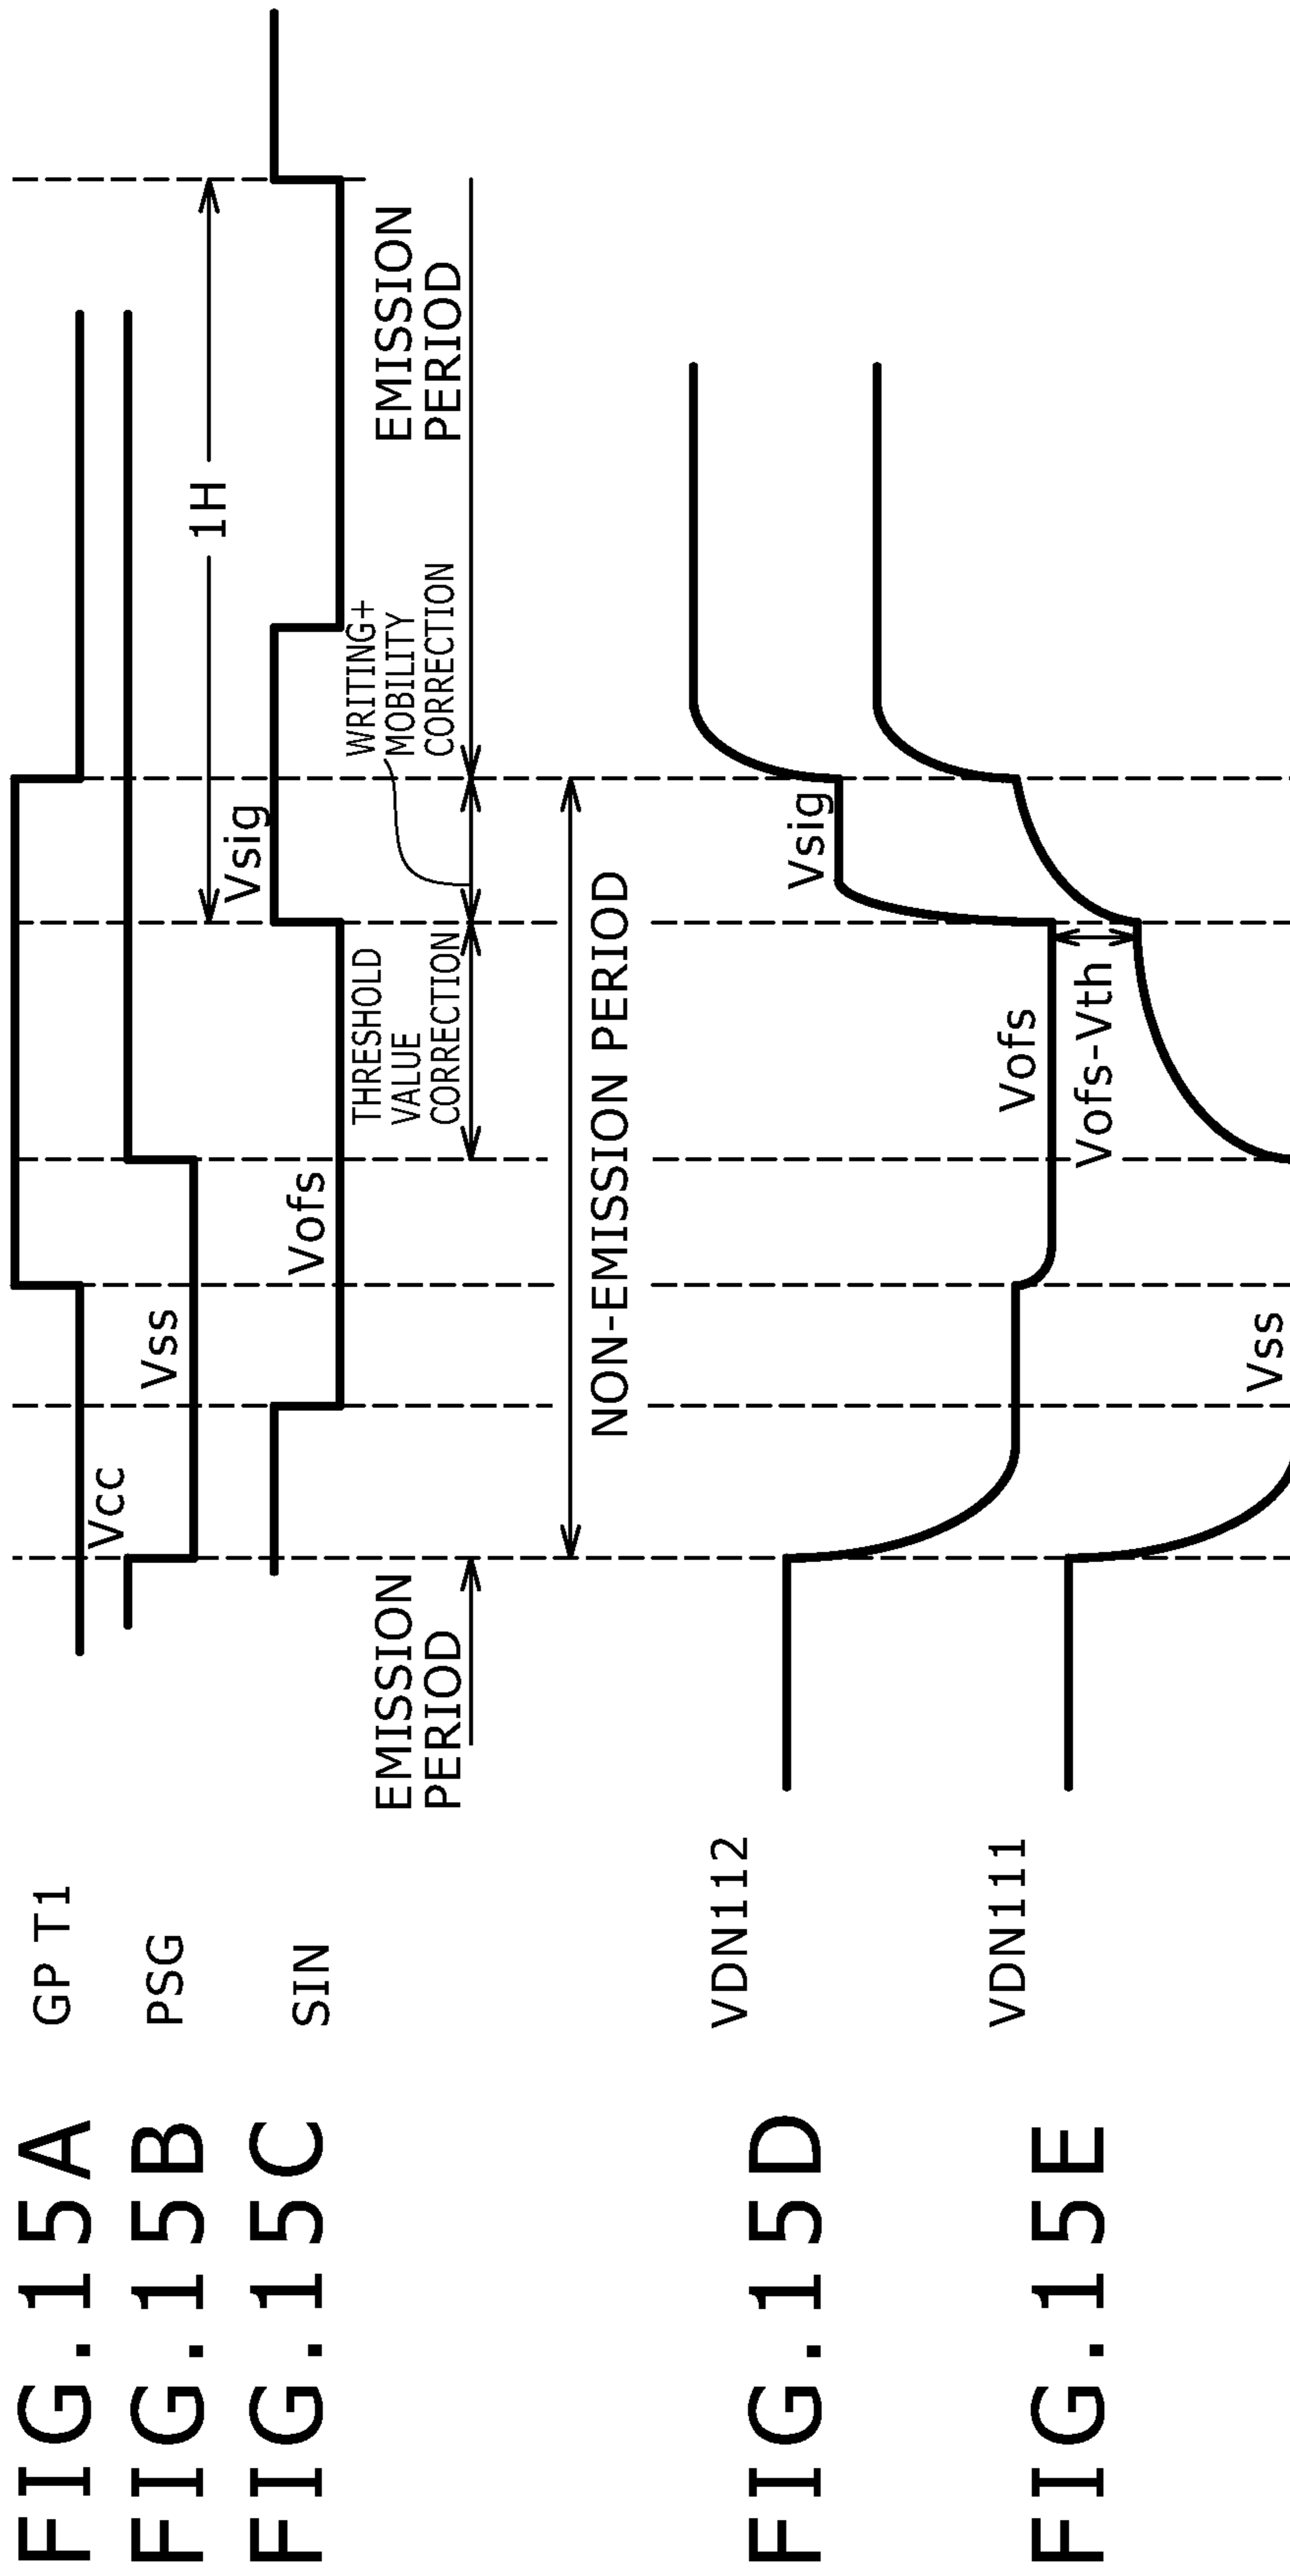 FIG.15A
GP T1
FIG.15B
PSG
Vcc
Vss
1H
FIG.15C
SIN
Vofs
Vsig
EMISSION
PERIOD
THRESHOLD
VALUE
CORRECTION
WRITING+
MOBILITY
CORRECTION
EMISSION
PERIOD
NON-EMISSION PERIOD
FIG.15D
VDN112
Vofs
Vsig
FIG.15E
VDN111
Vss
Vofs-Vth